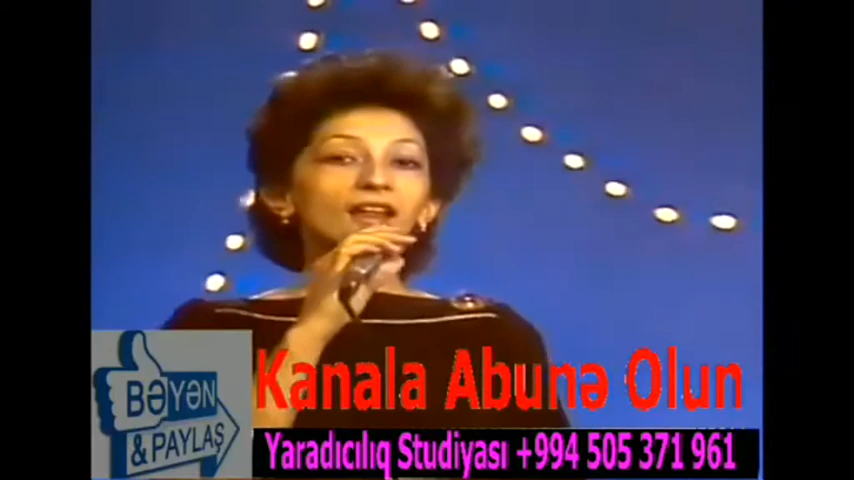 BƏYƏN
& PAYLAŞ
Kanala Abunə Olun
Yaradıcılıq Studiyası +994 505 371 961